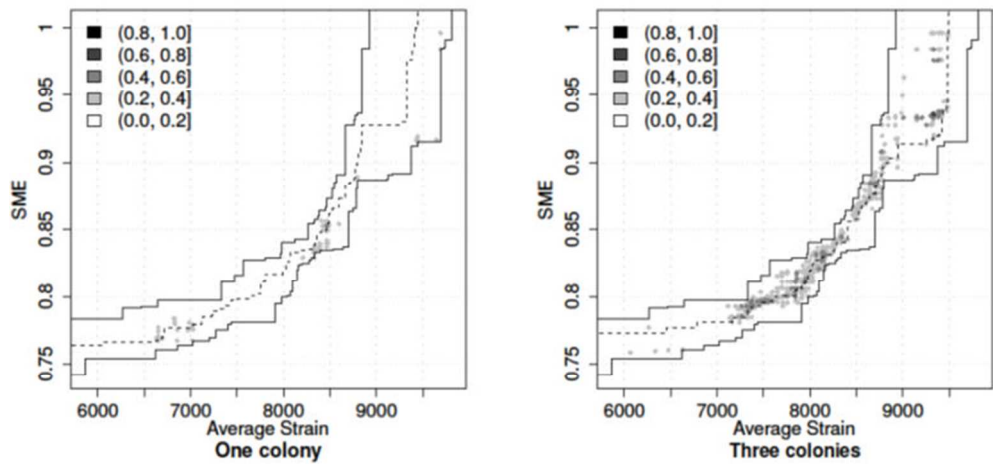 1
0.95
0.9
0.85
0.8
0.75
SME
(0.8, 1.0]
(0.6, 0.8]
(0.4, 0.6]
(0.2, 0.4]
(0.0, 0.2]
6000 7000 8000 9000
Average Strain
One colony
1
0.95
0.9
0.85
0.8
0.75
SME
(0.8, 1.0]
(0.6, 0.8]
(0.4, 0.6]
(0.2, 0.4]
(0.0, 0.2]
6000 7000 8000 9000
Average Strain
Three colonies